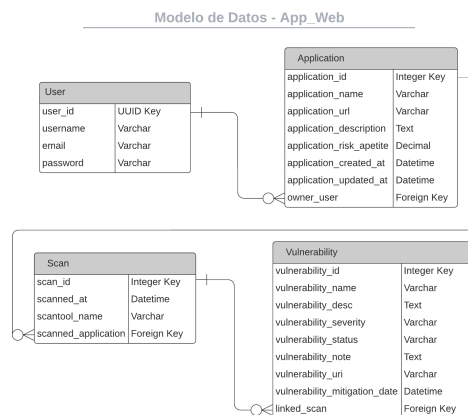 Modelo de Datos - App_Web
User
user_id UUID Key
username Varchar
email Varchar
password Varchar
Application
application_id Integer Key
application_name Varchar
application_url Varchar
application_description Text
application_risk_apetite Decimal
application_created_at Datetime
application_updated_at Datetime
owner_user Foreign Key
Scan
scan_id Integer Key
scanned_at Datetime
scantool_name Varchar
scanned_application Foreign Key
Vulnerability
vulnerability_id Integer Key
vulnerability_name Varchar
vulnerability_desc Text
vulnerability_severity Varchar
vulnerability_status Varchar
vulnerability_note Text
vulnerability_uri Varchar
vulnerability_mitigation_date Datetime
linked_scan Foreign Key